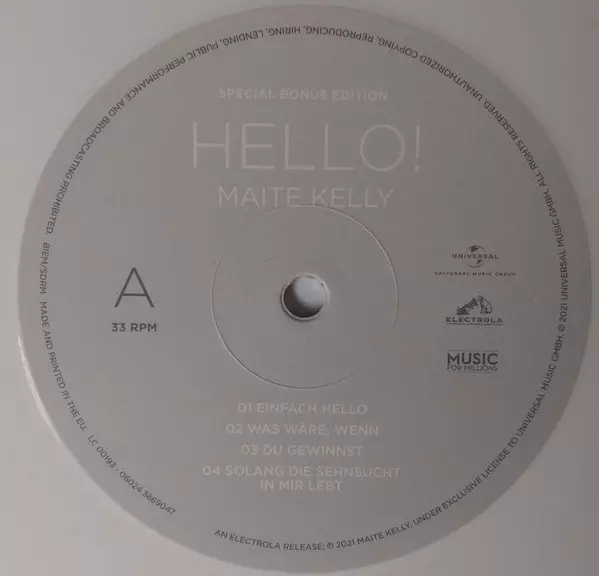 SPECIAL BONUS EDITION
HELLO!
MAITE KELLY
A
33 RPM
UNIVERSAL
UNIVERSAL MUSIC GROUP
ELECTROLA
MUSIC
FOR MILLIONS
01 EINFACH HELLO
02 WAS WÄRE, WENN
03 DU GEWINNST
04 SOLANG DIE SEHNSUCHT
IN MIR LEBT
AN ELECTROLA RELEASE; ℗ 2021 MAITE KELLY, UNDER EXCLUSIVE LICENSE TO UNIVERSAL MUSIC GMBH, © 2021 UNIVERSAL MUSIC GMBH. ALL RIGHTS RESERVED. UNAUTHORIZED COPYING, REPRODUCING, HIRING, LENDING, PUBLIC PERFORMANCE AND BROADCASTING PROHIBITED. BIEM/SDRM MADE AND PRINTED IN THE EU. LC 00193 - 06024 3869047